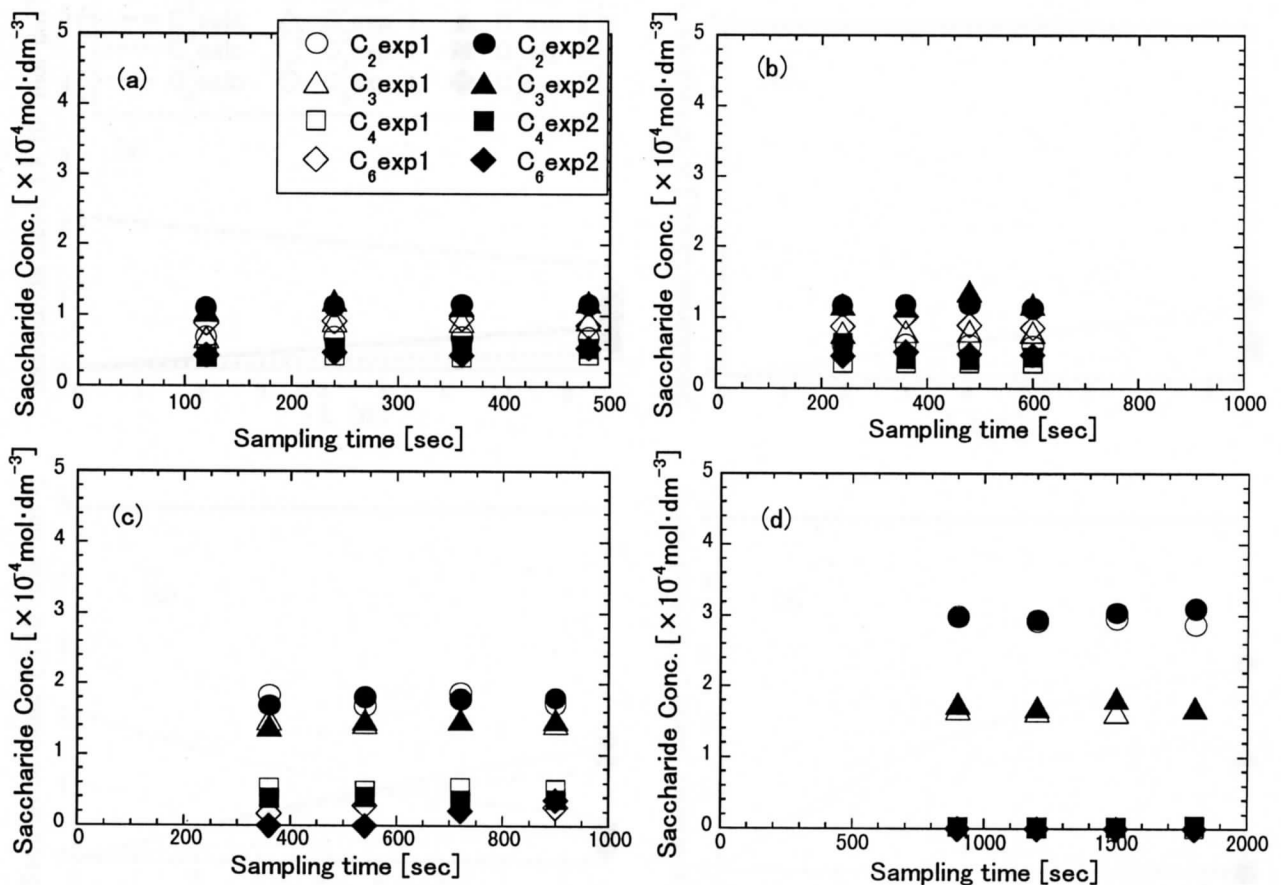 5
4
3
2
1
0
Saccharide Conc. [ ×10⁻⁴mol·dm⁻³]
(a)
C₂exp1 C₂exp2
C₃exp1 C₃exp2
C₄exp1 C₄exp2
C₆exp1 C₆exp2
0 100 200 300 400 500
Sampling time [sec]
5
4
3
2
1
0
Saccharide Conc. [ ×10⁻⁴mol·dm⁻³]
(b)
0 200 400 600 800 1000
Sampling time [sec]
5
4
3
2
1
0
Saccharide Conc. [ ×10⁻⁴mol·dm⁻³]
(c)
0 200 400 600 800 1000
Sampling time [sec]
5
4
3
2
1
0
Saccharide Conc. [ ×10⁻⁴mol·dm⁻³]
(d)
0 500 1000 1500 2000
Sampling time [sec]